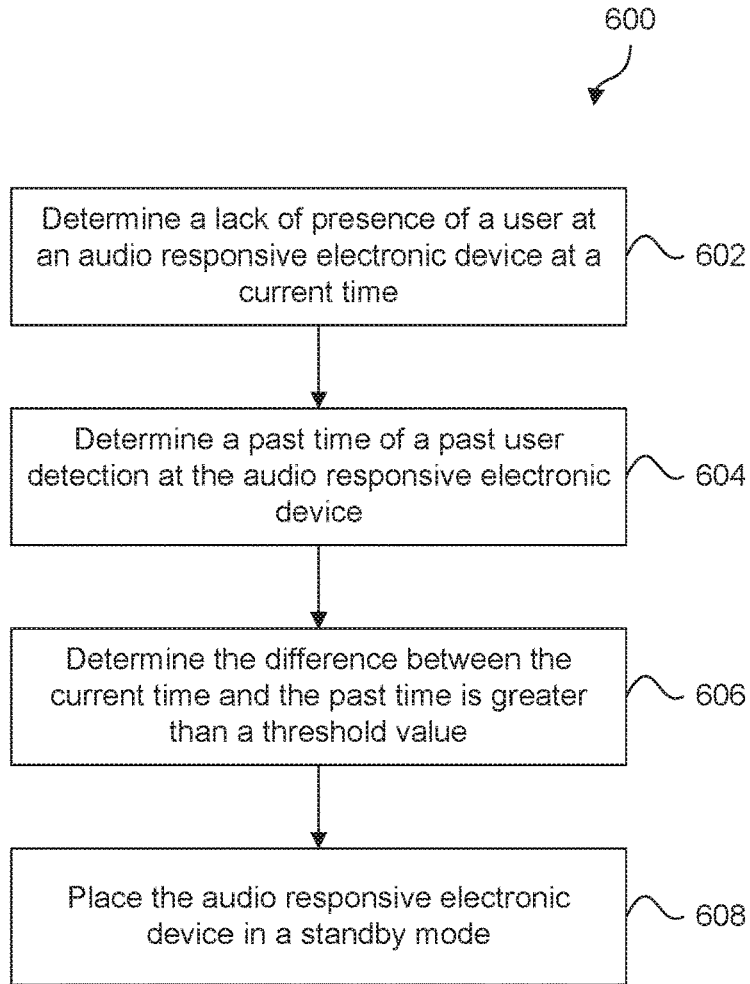 600
Determine a lack of presence of a user at
an audio responsive electronic device at a
current time
602
Determine a past time of a past user
detection at the audio responsive electronic
device
604
Determine the difference between the
current time and the past time is greater
than a threshold value
606
Place the audio responsive electronic
device in a standby mode
608